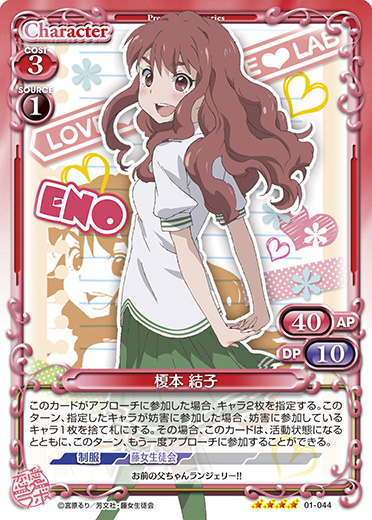 Character
COST
3
SOURCE
1
LOVE
E♥LAB
ENO
40 AP
DP 10
榎本 結子
このカードがアプローチに参加した場合、キャラ2枚を指定する。この
ターン、指定したキャラが妨害に参加した場合、妨害に参加している
キャラ1枚を捨て札にする。その場合、このカードは、活動状態になる
とともに、このターン、もう一度アプローチに参加することができる。
制服 藤女生徒会
お前の父ちゃんランジェリー!!
恋愛
ラボ
©宮原るり/芳文社・藤女生徒会
01-044